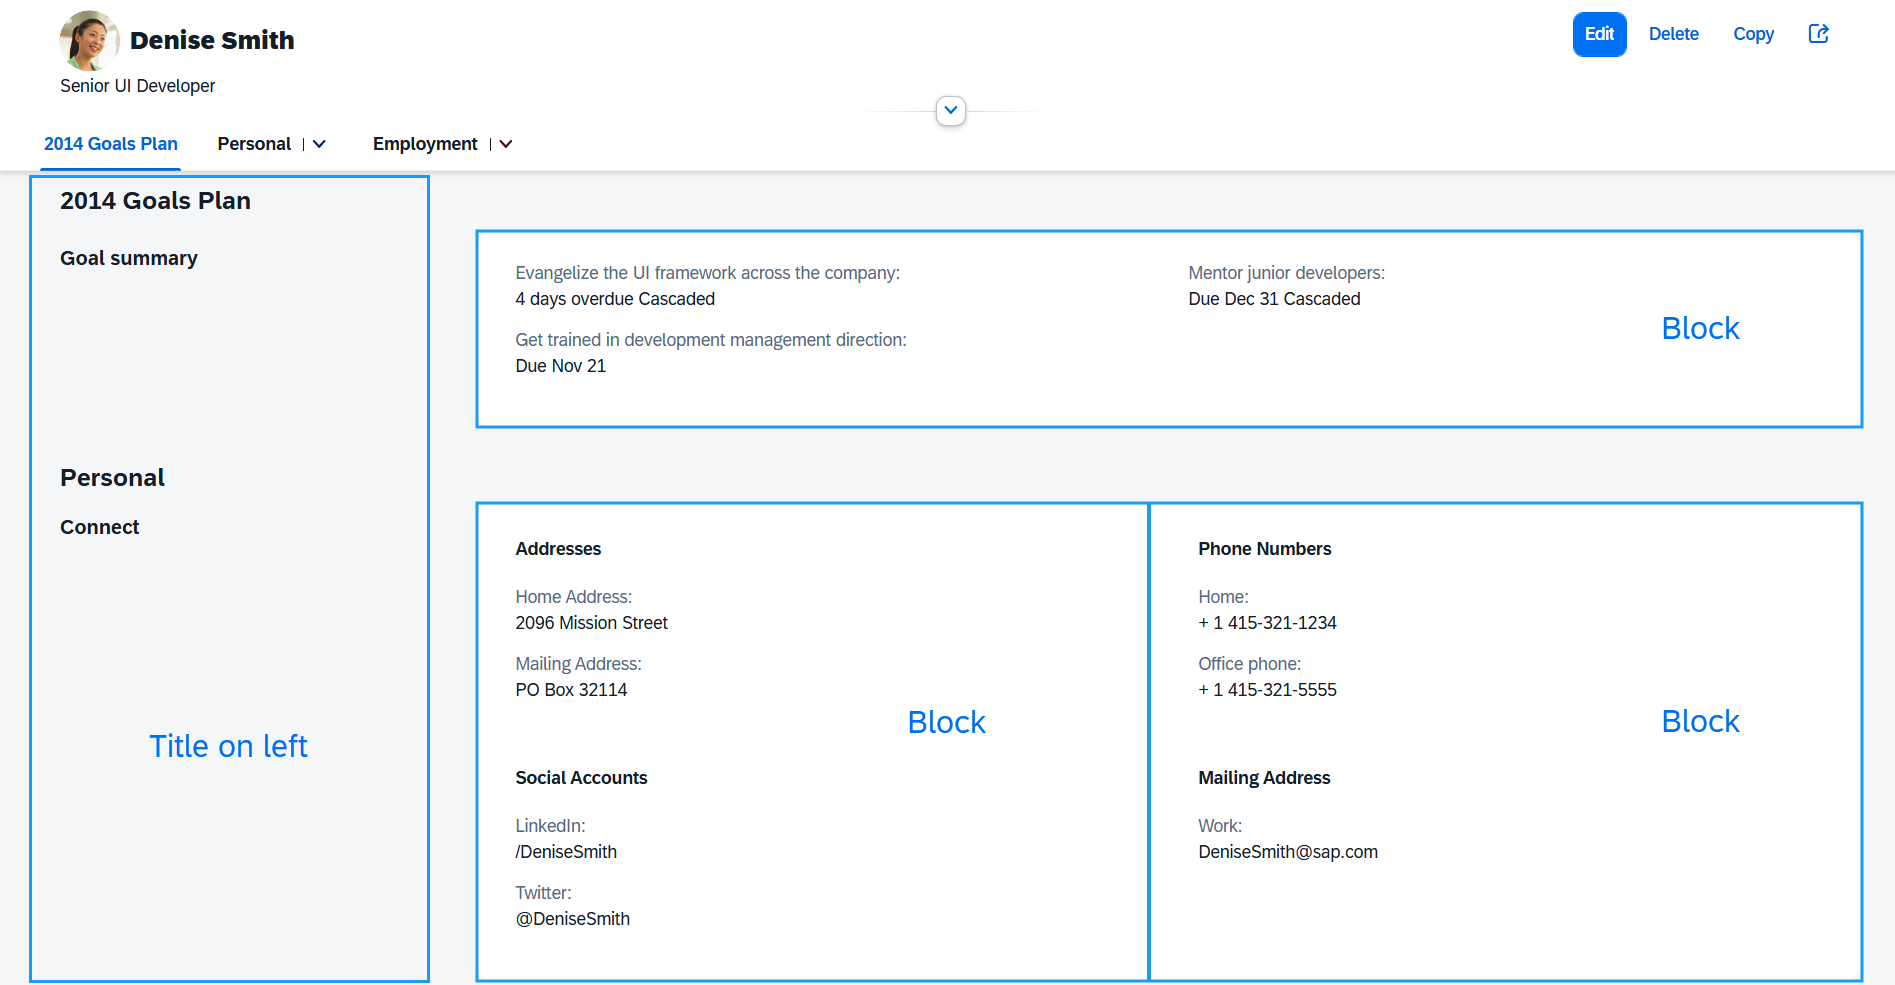 Denise Smith
Edit
Delete
Copy
Senior UI Developer
2014 Goals Plan
Personal
Employment
2014 Goals Plan
Goal summary
Evangelize the UI framework across the company:
4 days overdue Cascaded
Mentor junior developers:
Due Dec 31 Cascaded
Get trained in development management direction:
Due Nov 21
Block
Personal
Connect
Title on left
Addresses
Home Address:
2096 Mission Street
Mailing Address:
PO Box 32114
Block
Social Accounts
LinkedIn:
/DeniseSmith
Twitter:
@DeniseSmith
Phone Numbers
Home:
+ 1 415-321-1234
Office phone:
+ 1 415-321-5555
Block
Mailing Address
Work:
DeniseSmith@sap.com